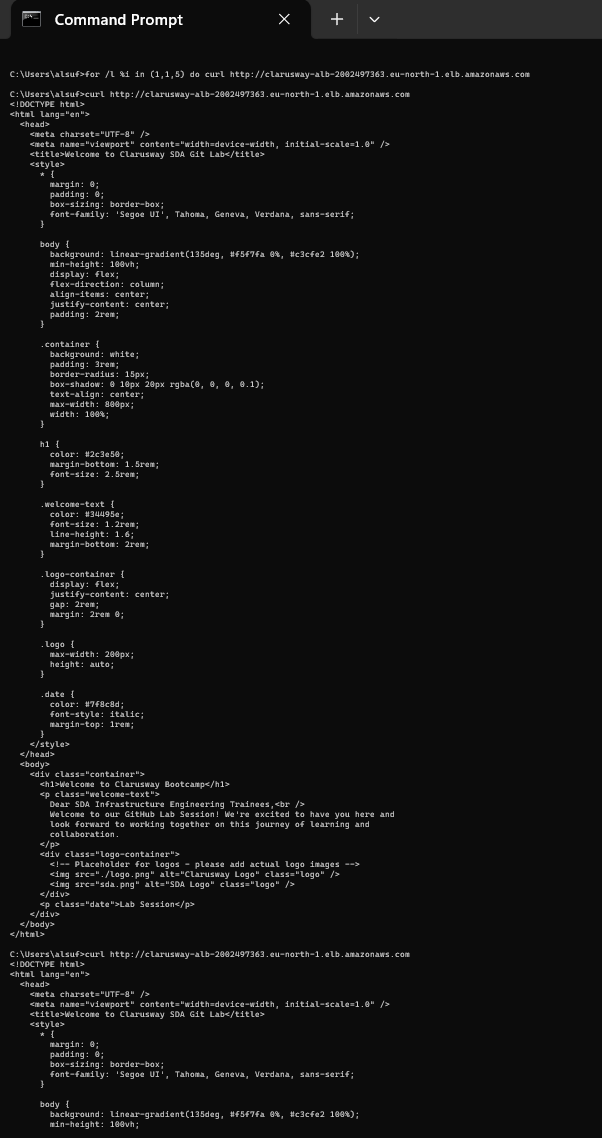 Command Prompt
C:\Users\alsuf>for /l %i in (1,1,5) do curl http://clarusway-alb-2002497363.eu-north-1.elb.amazonaws.com
C:\Users\alsuf>curl http://clarusway-alb-2002497363.eu-north-1.elb.amazonaws.com
<!DOCTYPE html>
<html lang="en">
  <head>
    <meta charset="UTF-8" />
    <meta name="viewport" content="width=device-width, initial-scale=1.0" />
    <title>Welcome to Clarusway SDA Git Lab</title>
    <style>
      * {
        margin: 0;
        padding: 0;
        box-sizing: border-box;
        font-family: 'Segoe UI', Tahoma, Geneva, Verdana, sans-serif;
      }
      body {
        background: linear-gradient(135deg, #f5f7fa 0%, #c3cfe2 100%);
        min-height: 100vh;
        display: flex;
        flex-direction: column;
        align-items: center;
        justify-content: center;
        padding: 2rem;
      }
      .container {
        background: white;
        padding: 3rem;
        border-radius: 15px;
        box-shadow: 0 10px 20px rgba(0, 0, 0, 0.1);
        text-align: center;
        max-width: 800px;
        width: 100%;
      }
      h1 {
        color: #2c3e50;
        margin-bottom: 1.5rem;
        font-size: 2.5rem;
      }
      .welcome-text {
        color: #34495e;
        font-size: 1.2rem;
        line-height: 1.6;
        margin-bottom: 2rem;
      }
      .logo-container {
        display: flex;
        justify-content: center;
        gap: 2rem;
        margin: 2rem 0;
      }
      .logo {
        max-width: 200px;
        height: auto;
      }
      .date {
        color: #7f8c8d;
        font-style: italic;
        margin-top: 1rem;
      }
    </style>
  </head>
  <body>
    <div class="container">
      <h1>Welcome to Clarusway Bootcamp</h1>
      <p class="welcome-text">
        Dear SDA Infrastructure Engineering Trainees,<br />
        Welcome to our GitHub Lab Session! We're excited to have you here and
        look forward to working together on this journey of learning and
        collaboration.
      </p>
      <div class="logo-container">
        <!-- Placeholder for logos - please add actual logo images -->
        <img src="./logo.png" alt="Clarusway Logo" class="logo" />
        <img src="sda.png" alt="SDA Logo" class="logo" />
      </div>
      <p class="date">Lab Session</p>
    </div>
  </body>
</html>
C:\Users\alsuf>curl http://clarusway-alb-2002497363.eu-north-1.elb.amazonaws.com
<!DOCTYPE html>
<html lang="en">
  <head>
    <meta charset="UTF-8" />
    <meta name="viewport" content="width=device-width, initial-scale=1.0" />
    <title>Welcome to Clarusway SDA Git Lab</title>
    <style>
      * {
        margin: 0;
        padding: 0;
        box-sizing: border-box;
        font-family: 'Segoe UI', Tahoma, Geneva, Verdana, sans-serif;
      }
      body {
        background: linear-gradient(135deg, #f5f7fa 0%, #c3cfe2 100%);
        min-height: 100vh;